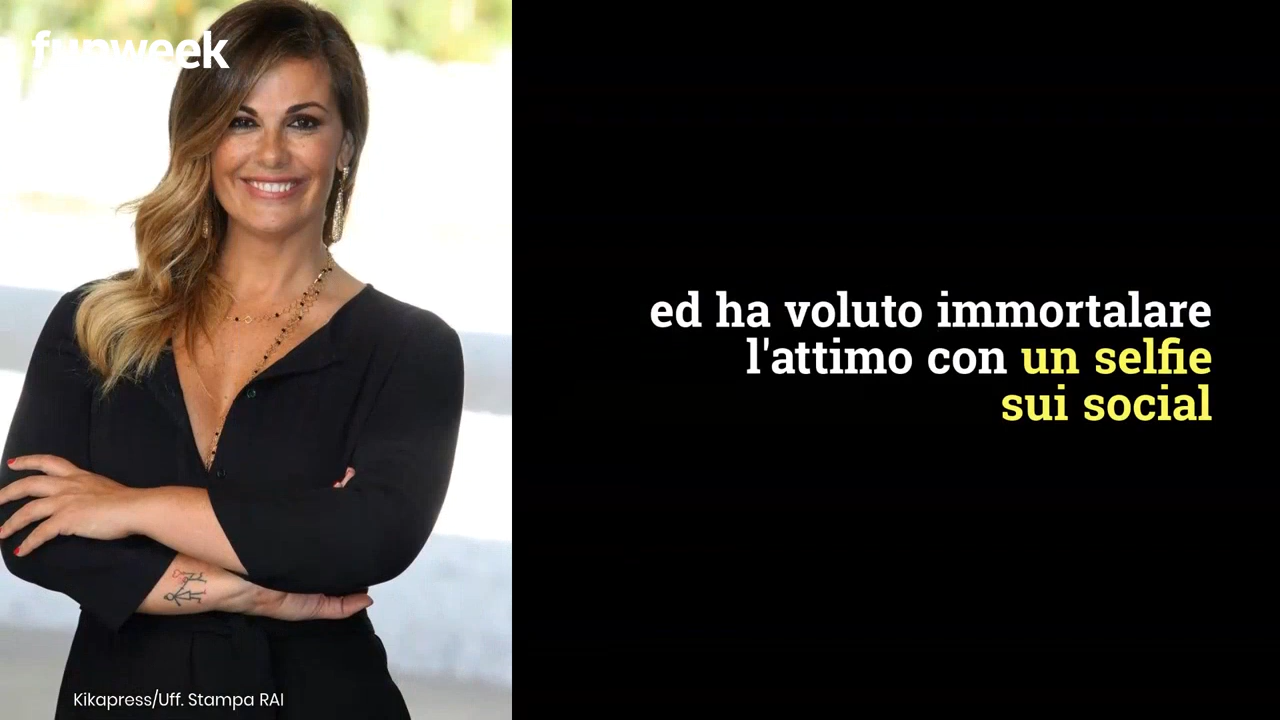 funweek
ed ha voluto immortalare
l'attimo con un selfie
sui social
Kikapress/Uff. Stampa RAI